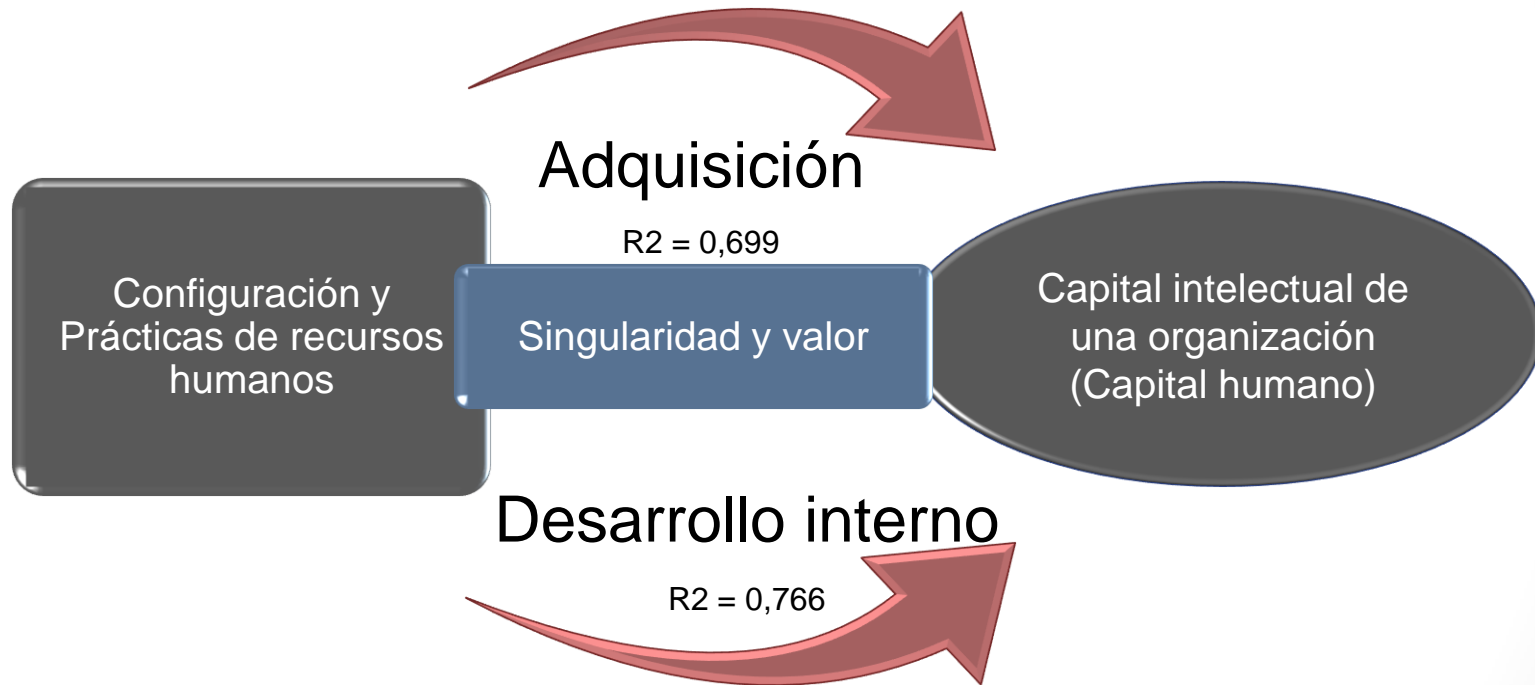 Adquisición
R2 = 0,699
Configuración y
Prácticas de recursos
humanos
Singularidad y valor
Capital intelectual de
una organización
(Capital humano)
Desarrollo interno
R2 = 0,766